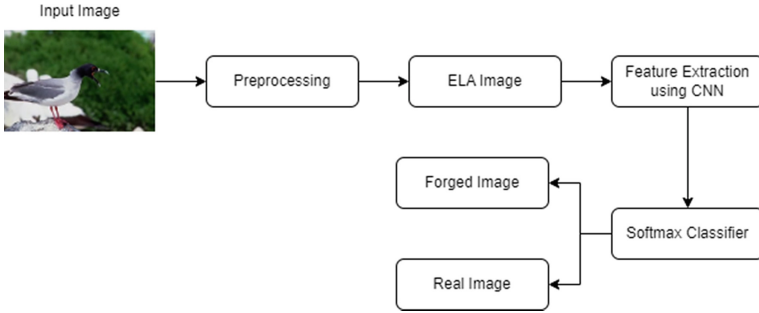 Input Image
Preprocessing
ELA Image
Feature Extraction
using CNN
Forged Image
Softmax Classifier
Real Image